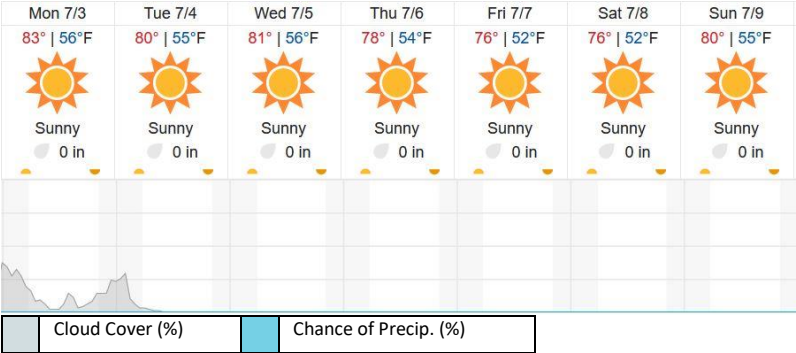 Mon 7/3 Tue 7/4 Wed 7/5 Thu 7/6 Fri 7/7 Sat 7/8 Sun 7/9
83° | 56°F 80° | 55°F 81° | 56°F 78° | 54°F 76° | 52°F 76° | 52°F 80° | 55°F
Sunny Sunny Sunny Sunny Sunny Sunny Sunny
0 in 0 in 0 in 0 in 0 in 0 in 0 in
Cloud Cover (%) Chance of Precip. (%)